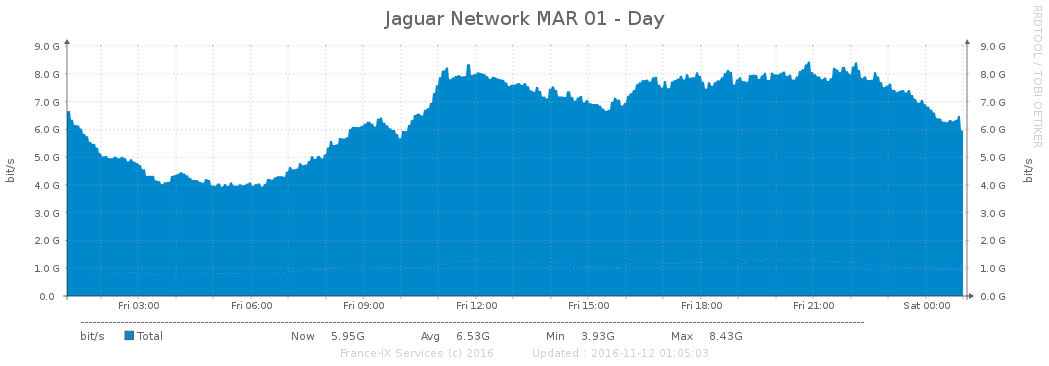 Jaguar Network MAR 01 - Day
RRDTOOL / TOBI OETIKER
bit/s
9.0 G
8.0 G
7.0 G
6.0 G
5.0 G
4.0 G
3.0 G
2.0 G
1.0 G
0.0
9.0 G
8.0 G
7.0 G
6.0 G
5.0 G
4.0 G
3.0 G
2.0 G
1.0 G
0.0 G
bit/s
Fri 03:00 Fri 06:00 Fri 09:00 Fri 12:00 Fri 15:00 Fri 18:00 Fri 21:00 Sat 00:00
bit/s Total Now 5.95G Avg 6.53G Min 3.93G Max 8.43G
France-IX Services (c) 2016 Updated : 2016-11-12 01:05:03